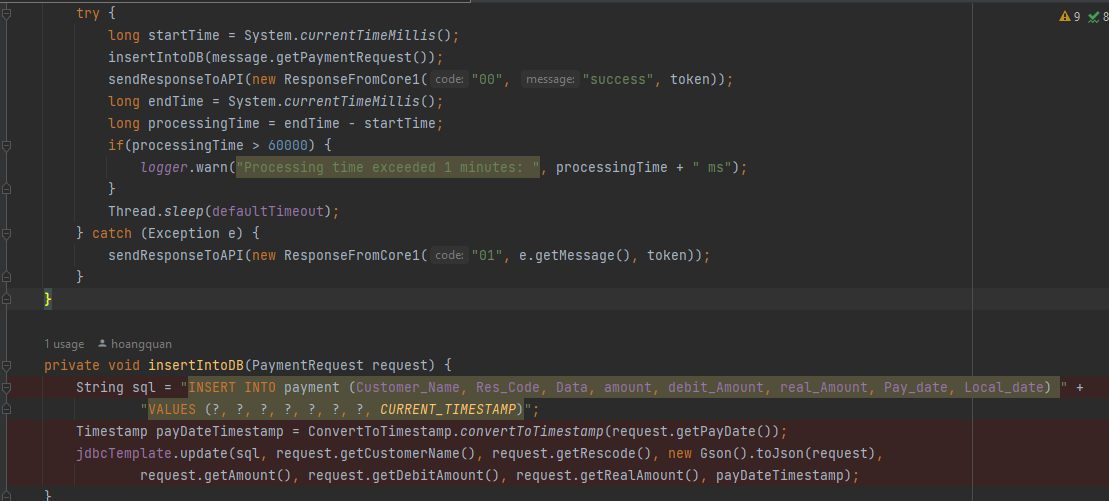 try {
9 8
long startTime = System.currentTimeMillis();
insertIntoDB(message.getPaymentRequest());
sendResponseToAPI(new ResponseFromCore1( code: "00", message: "success", token));
long endTime = System.currentTimeMillis();
long processingTime = endTime - startTime;
if(processingTime > 60000) {
logger.warn("Processing time exceeded 1 minutes: ", processingTime + " ms");
}
Thread.sleep(defaultTimeout);
} catch (Exception e) {
sendResponseToAPI(new ResponseFromCore1( code: "01", e.getMessage(), token));
}
}
1 usage hoangquan
private void insertIntoDB(PaymentRequest request) {
String sql = "INSERT INTO payment (Customer_Name, Res_Code, Data, amount, debit_Amount, real_Amount, Pay_date, Local_date) " +
"VALUES (?, ?, ?, ?, ?, ?, ?, CURRENT_TIMESTAMP)";
Timestamp payDateTimestamp = ConvertToTimestamp.convertToTimestamp(request.getPayDate());
jdbcTemplate.update(sql, request.getCustomerName(), request.getRescode(), new Gson().toJson(request),
request.getAmount(), request.getDebitAmount(), request.getRealAmount(), payDateTimestamp);
}